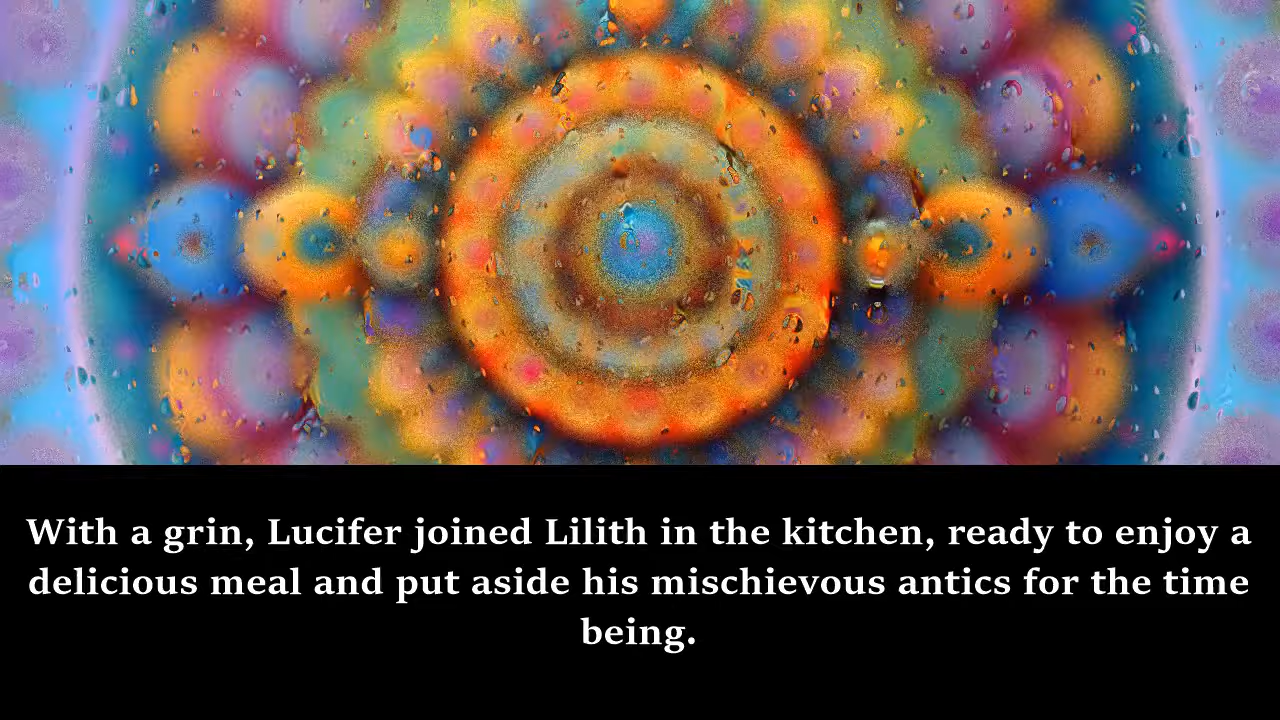 With a grin, Lucifer joined Lilith in the kitchen, ready to enjoy a
delicious meal and put aside his mischievous antics for the time
being.